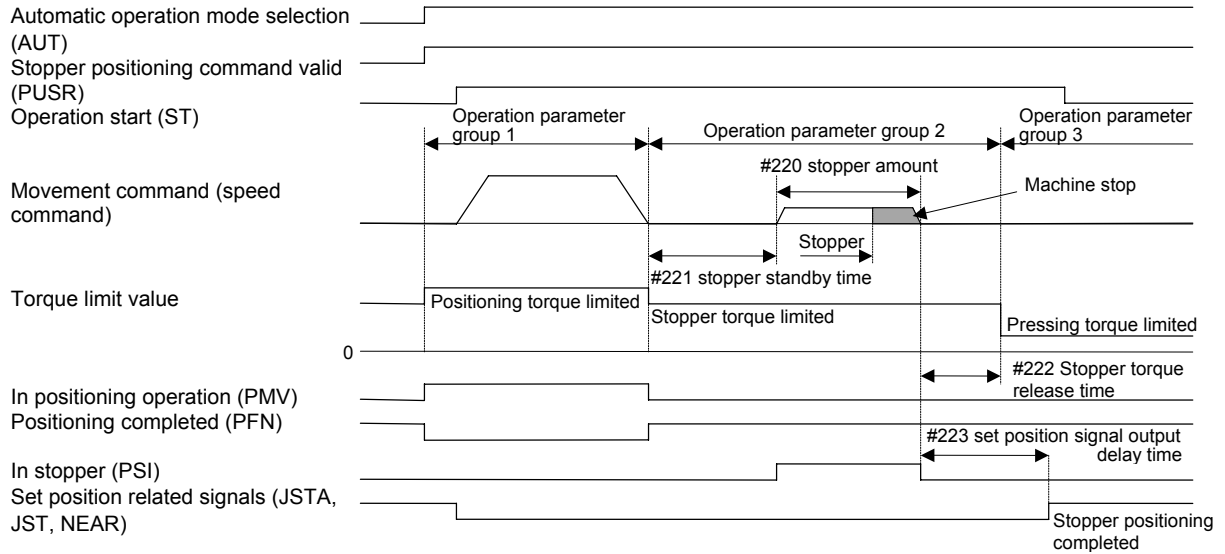 Automatic operation mode selection
(AUT)
Stopper positioning command valid
(PUSR)
Operation start (ST)
Operation parameter
group 1
Operation parameter group 2
Operation parameter
group 3
#220 stopper amount
Machine stop
Movement command (speed
command)
Stopper
#221 stopper standby time
Torque limit value
Positioning torque limited
Stopper torque limited
Pressing torque limited
0
#222 Stopper torque
release time
In positioning operation (PMV)
Positioning completed (PFN)
#223 set position signal output
delay time
In stopper (PSI)
Set position related signals (JSTA,
JST, NEAR)
Stopper positioning
completed